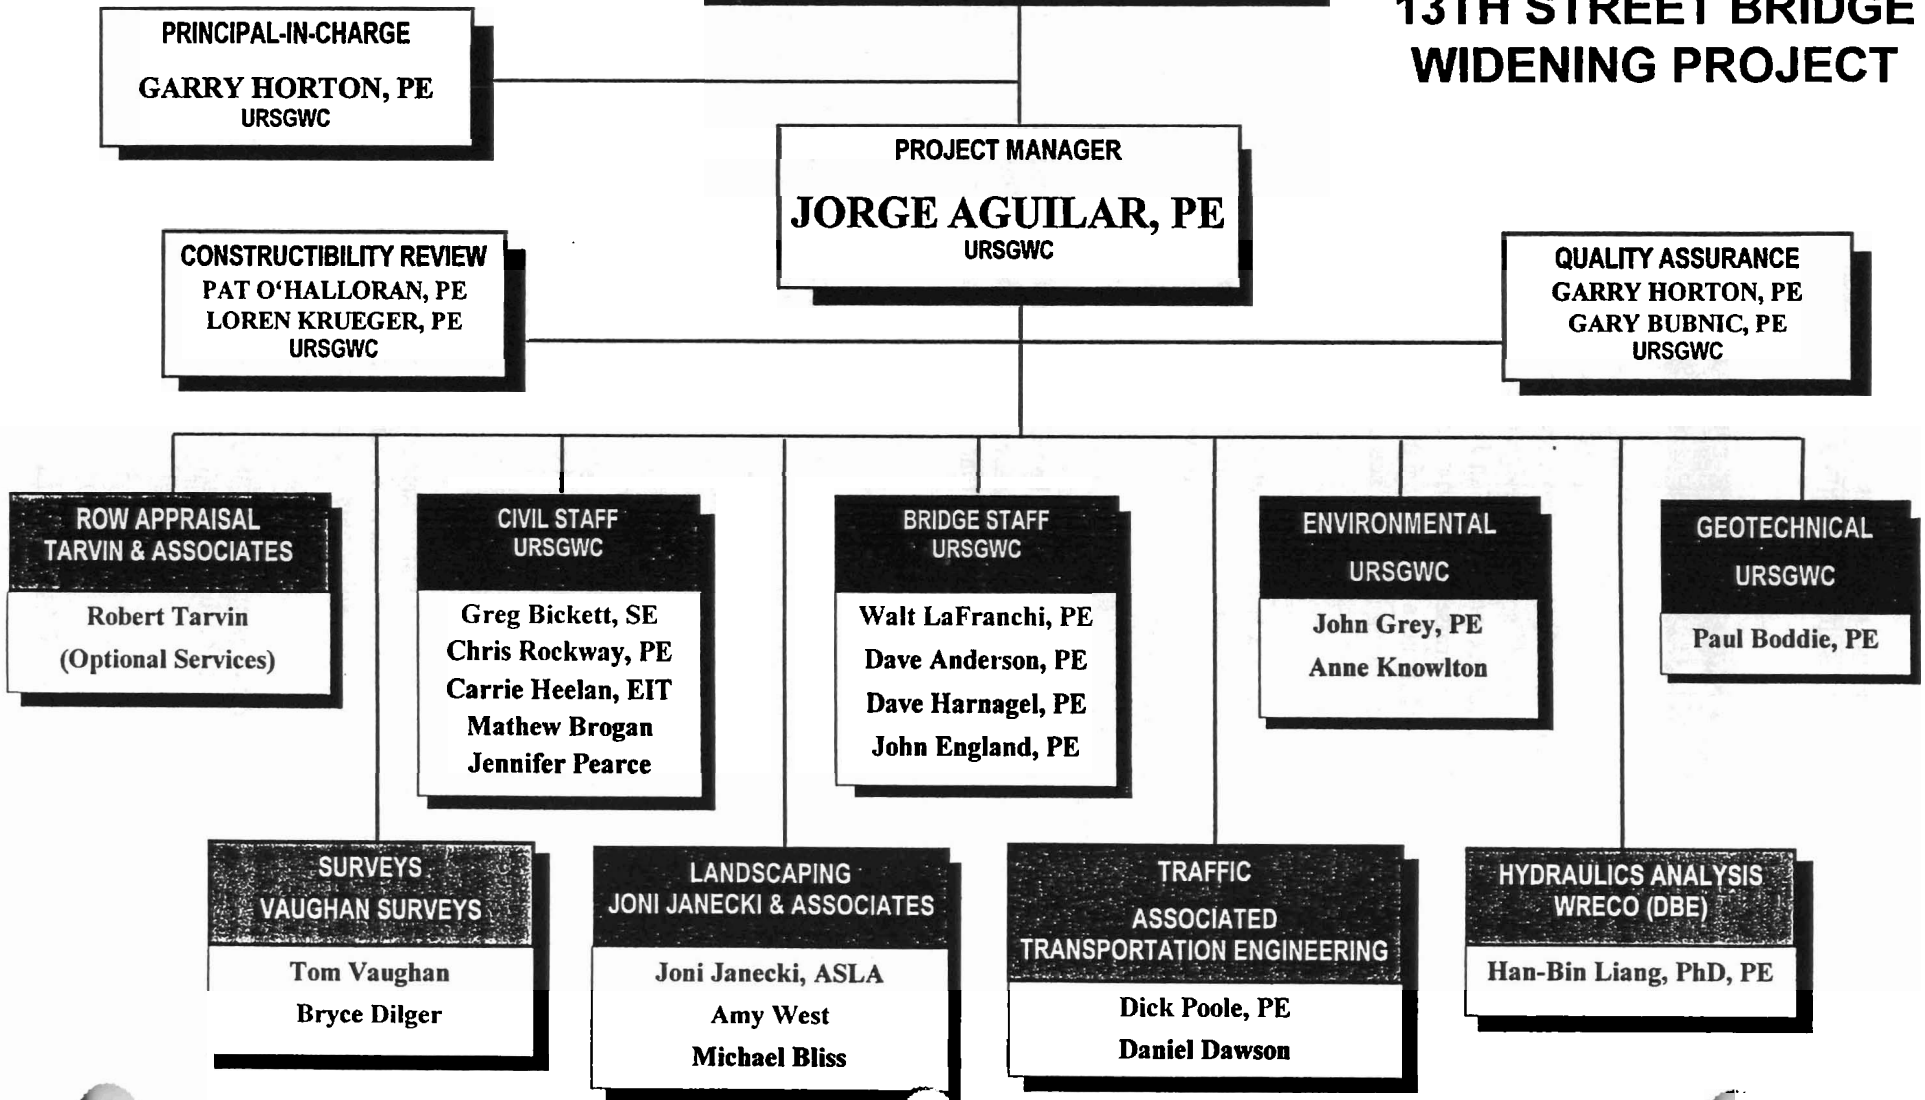 13TH STREET BRIDGE
WIDENING PROJECT
PRINCIPAL-IN-CHARGE
GARRY HORTON, PE
URSGWC
PROJECT MANAGER
JORGE AGUILAR, PE
URSGWC
CONSTRUCTIBILITY REVIEW
PAT O'HALLORAN, PE
LOREN KRUEGER, PE
URSGWC
QUALITY ASSURANCE
GARRY HORTON, PE
GARY BUBNIC, PE
URSGWC
ROW APPRAISAL
TARVIN & ASSOCIATES
Robert Tarvin
(Optional Services)
CIVIL STAFF
URSGWC
Greg Bickett, SE
Chris Rockway, PE
Carrie Heelan, EIT
Mathew Brogan
Jennifer Pearce
BRIDGE STAFF
URSGWC
Walt LaFranchi, PE
Dave Anderson, PE
Dave Harnagel, PE
John England, PE
ENVIRONMENTAL
URSGWC
John Grey, PE
Anne Knowlton
GEOTECHNICAL
URSGWC
Paul Boddie, PE
SURVEYS
VAUGHAN SURVEYS
Tom Vaughan
Bryce Dilger
LANDSCAPING
JONI JANECKI & ASSOCIATES
Joni Janecki, ASLA
Amy West
Michael Bliss
TRAFFIC
ASSOCIATED
TRANSPORTATION ENGINEERING
Dick Poole, PE
Daniel Dawson
HYDRAULICS ANALYSIS
WRECO (DBE)
Han-Bin Liang, PhD, PE